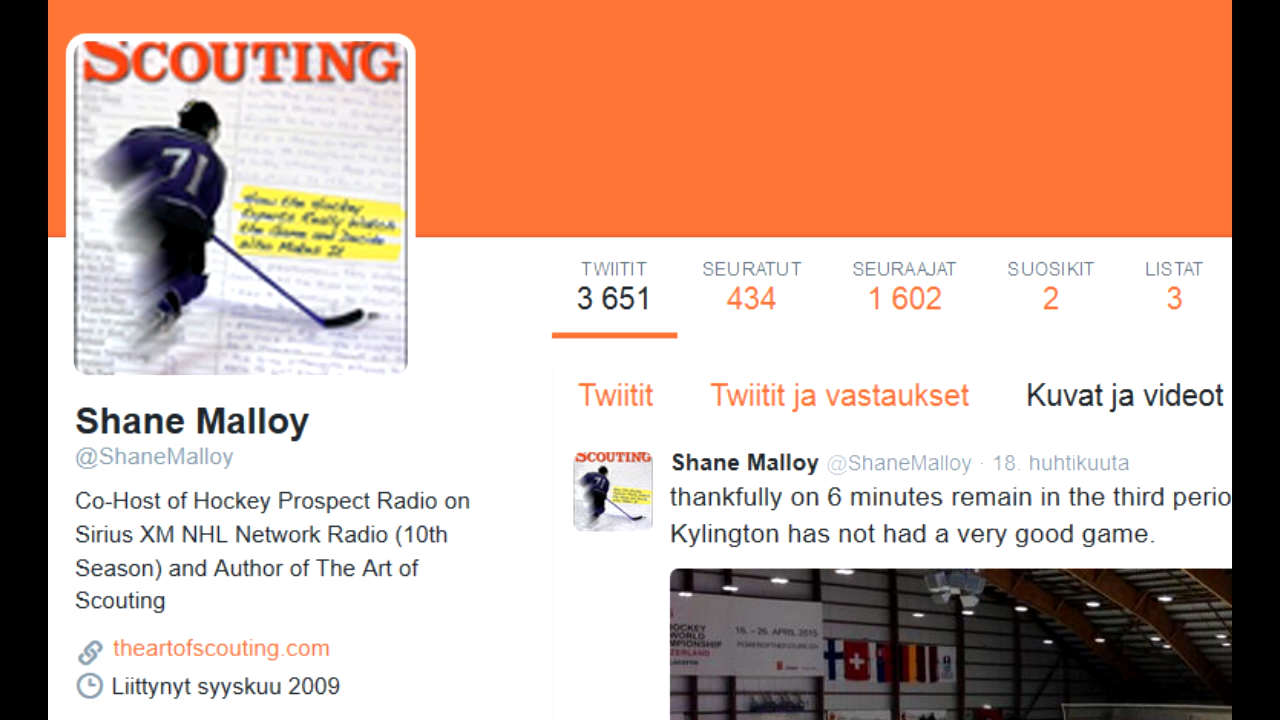 SCOUTING
71
How the Hockey
Experts Really Watch
the Game and Decide
Who Makes It
TWIITIT
SEURATUT
SEURAAJAT
SUOSIKIT
LISTAT
3 651
434
1 602
2
3
Twiitit
Twiitit ja vastaukset
Kuvat ja videot
Shane Malloy
@ShaneMalloy
Co-Host of Hockey Prospect Radio on
Sirius XM NHL Network Radio (10th
Season) and Author of The Art of
Scouting
theartofscouting.com
Liittynyt syyskuu 2009
SCOUTING
Shane Malloy @ShaneMalloy · 18. huhtikuuta
thankfully on 6 minutes remain in the third perio
Kylington has not had a very good game.
HOCKEY
WORLD
MPIONSHIP
ZERLAND
16. - 26. APRIL 2015